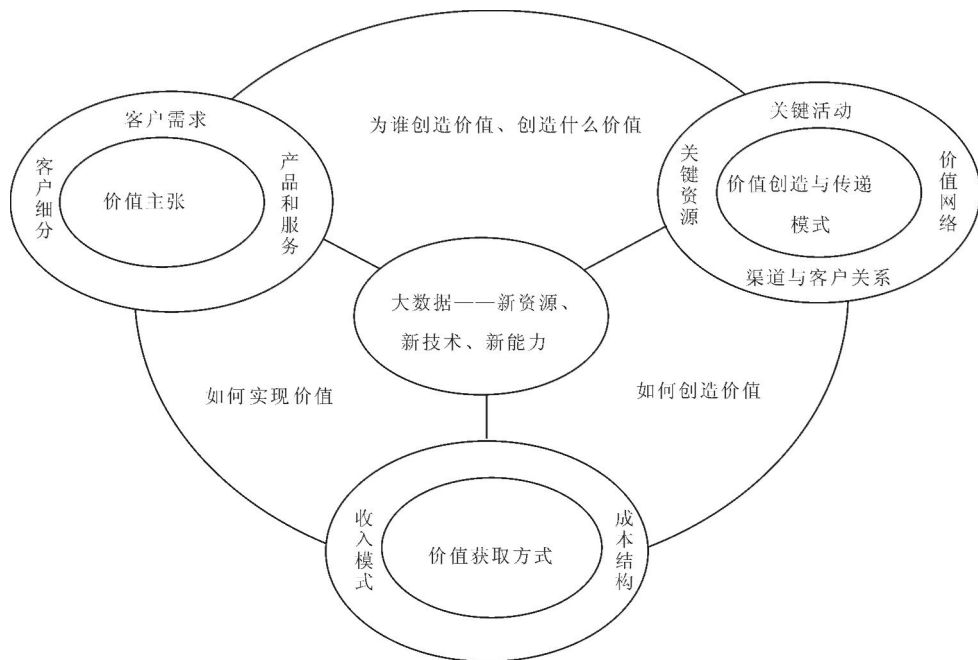 为谁创造价值、创造什么价值
客户需求
客户细分
价值主张
产品和服务
关键活动
关键资源
价值创造与传递
模式
价值网络
渠道与客户关系
大数据——新资源、
新技术、新能力
如何实现价值
如何创造价值
收入模式
价值获取方式
成本结构